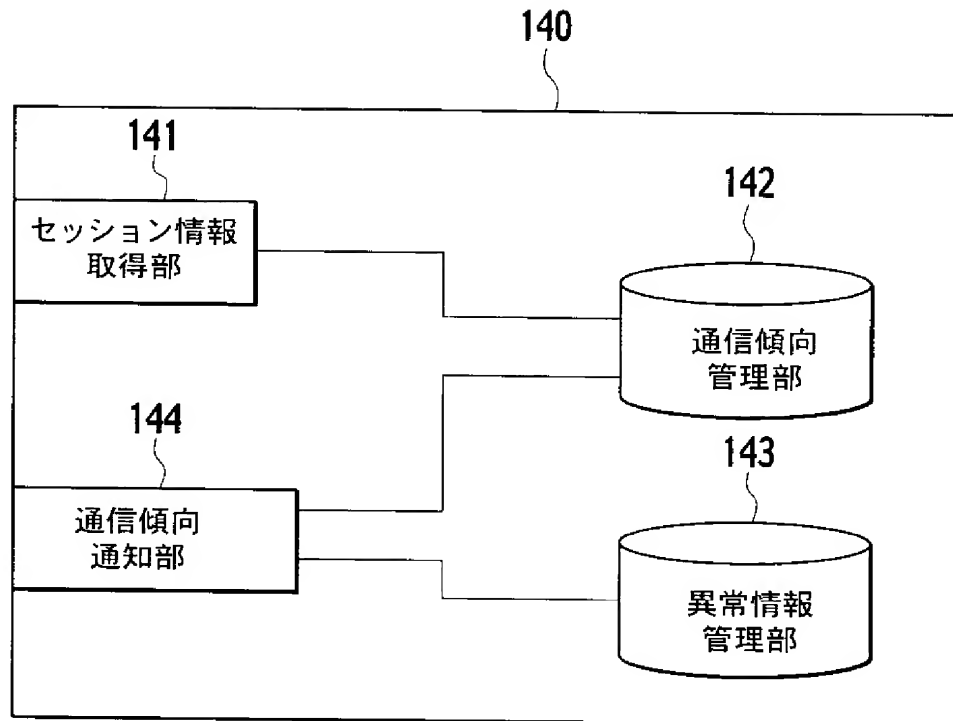 140
141
セッション情報
取得部
142
通信傾向
管理部
144
通信傾向
通知部
143
異常情報
管理部